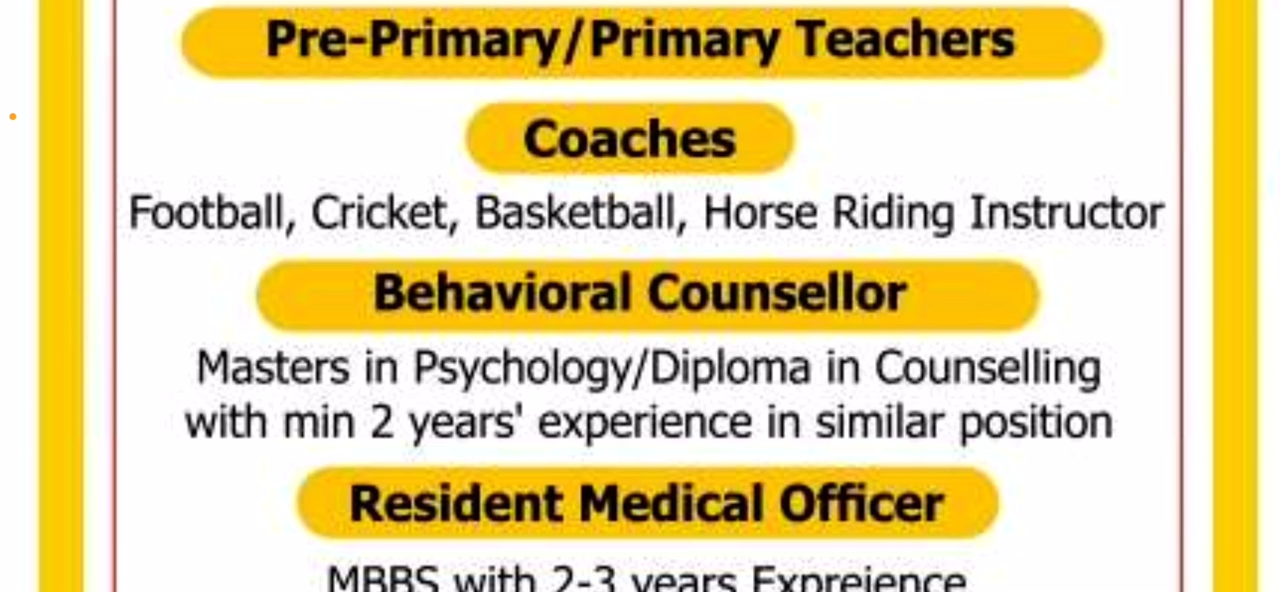 Pre-Primary/Primary Teachers
Coaches
Football, Cricket, Basketball, Horse Riding Instructor
Behavioral Counsellor
Masters in Psychology/Diploma in Counselling
with min 2 years' experience in similar position
Resident Medical Officer
MBBS with 2-3 years Expreience